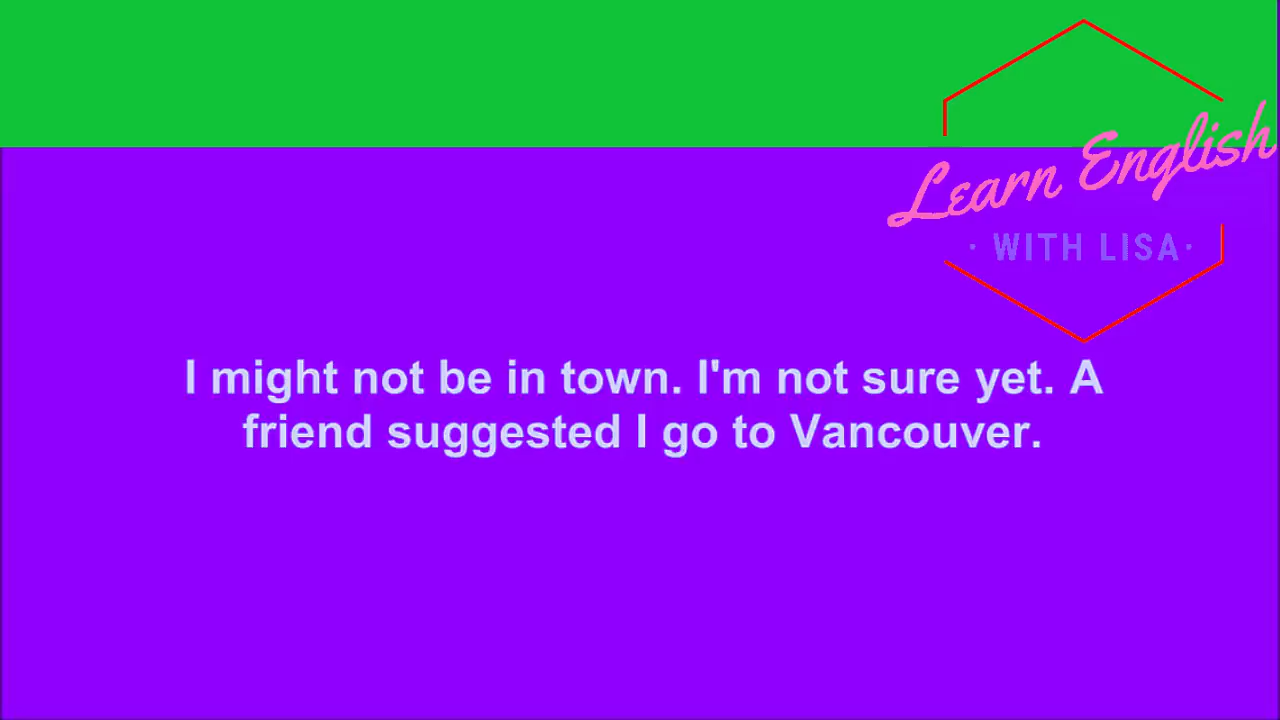 Learn English
· WITH LISA·
I might not be in town. I'm not sure yet. A
friend suggested I go to Vancouver.